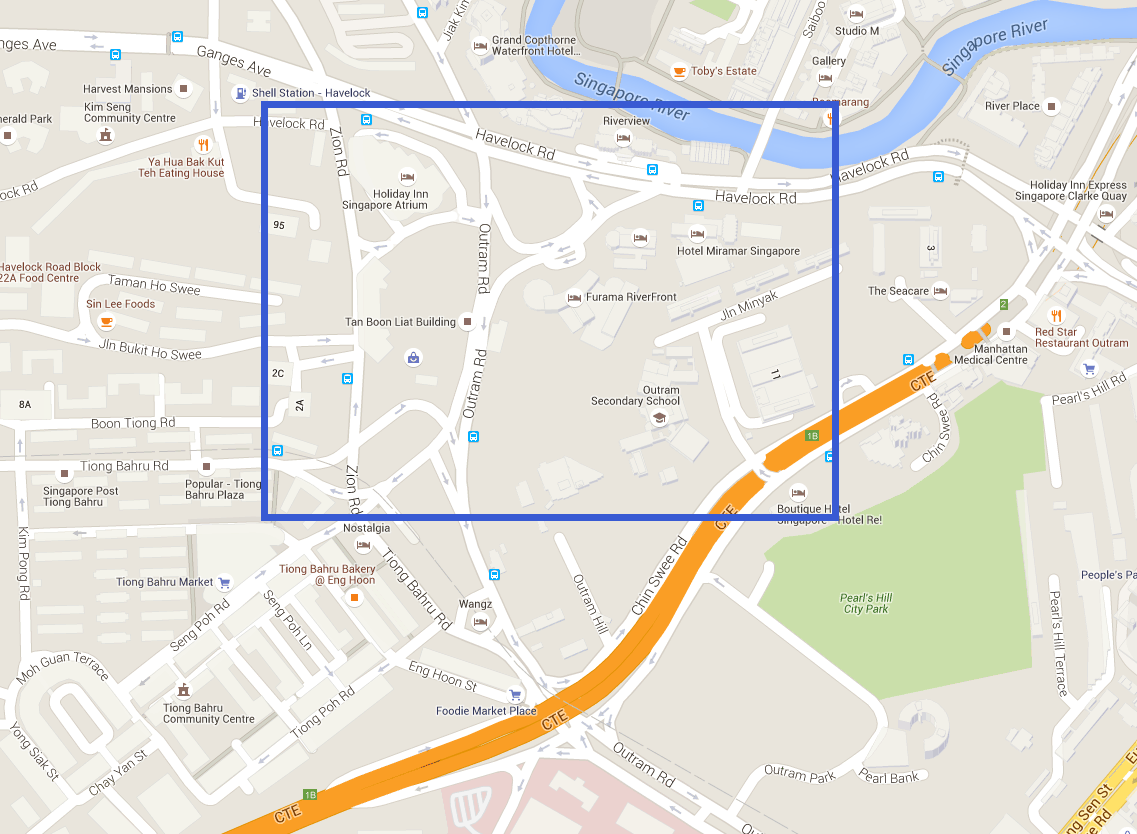 Ganges Ave
Ganges Ave
Jiak Kim
Grand Copthorne
Waterfront Hotel...
Saiboo
Studio M
Gallery
Singapore River
Toby's Estate
Singapore River
Harvest Mansions
Shell Station - Havelock
Kim Seng
Community Centre
erald Park
Havelock Rd
Zion Rd
Riverview
River Place
Havelock Rd
Ya Hua Bak Kut
Teh Eating House
ock Rd
Havelock Rd
Holiday Inn
Singapore Atrium
Havelock Rd
Holiday Inn Express
Singapore Clarke Quay
95
Outram Rd
Hotel Miramar Singapore
3
Havelock Road Block
22A Food Centre
Taman Ho Swee
Sin Lee Foods
Furama RiverFront
Jln Minyak
The Seacare
2
Tan Boon Liat Building
Jln Bukit Ho Swee
Red Star
Restaurant Outram
Manhattan
Medical Centre
2C
Outram Rd
11
CTE
Pearl's Hill Rd
8A
2A
Outram
Secondary School
Boon Tiong Rd
Chin Swee Rd
1B
Tiong Bahru Rd
Singapore Post
Tiong Bahru
Popular - Tiong
Bahru Plaza
Zion Rd
Boutique Hotel
Singapore - Hotel Re!
CTE
Nostalgia
Kim Pong Rd
Tiong Bahru Bakery
@ Eng Hoon
Tiong Bahru Market
Tiong Bahru Rd
Outram Hill
Chin Swee Rd
People's Pa
Pearl's Hill
City Park
Pearl's Hill Terrace
Wangz
Seng Poh Rd
Seng Poh Ln
Moh Guan Terrace
Eng Hoon St
Tiong Bahru
Community Centre
Tiong Poh Rd
Foodie Market Place
CTE
Yong Siak St
Chay Yan St
Outram Rd
Outram Park
Pearl Bank
1B
CTE